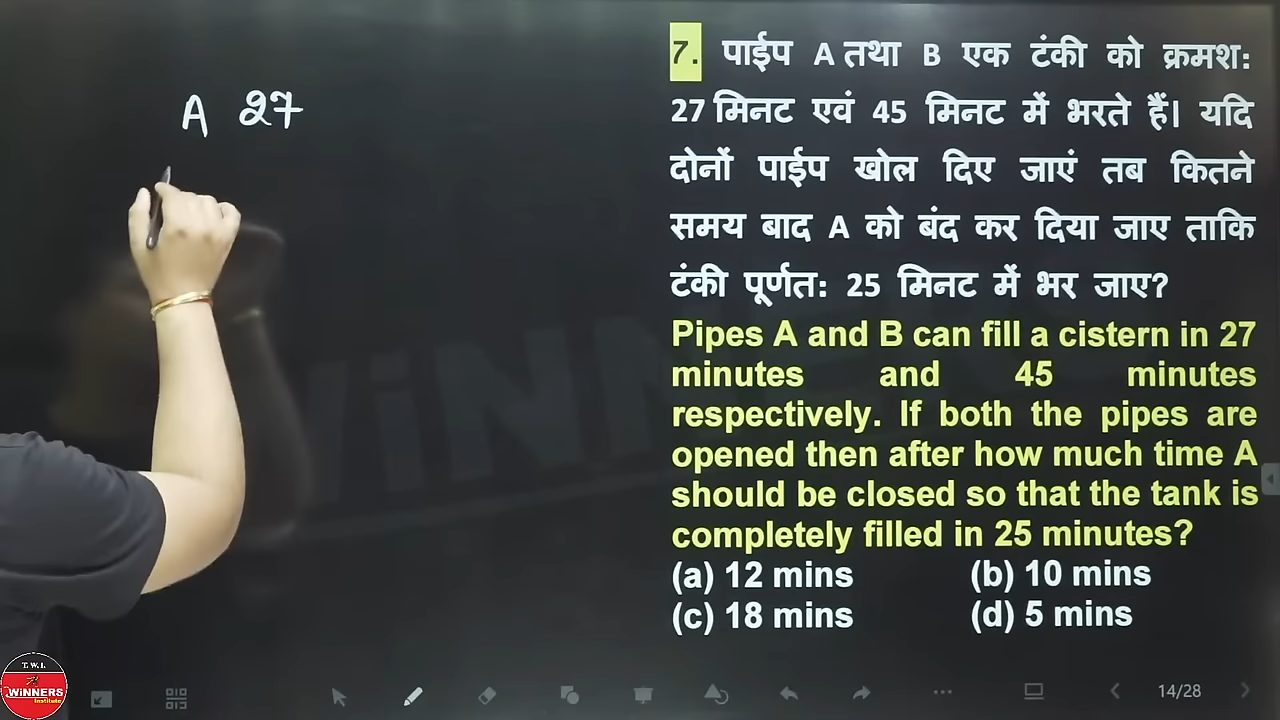 A 27
7. पाईप A तथा B एक टंकी को क्रमश:
27 मिनट एवं 45 मिनट में भरते हैं। यदि
दोनों पाईप खोल दिए जाएं तब कितने
समय बाद A को बंद कर दिया जाए ताकि
टंकी पूर्णत: 25 मिनट में भर जाए?
Pipes A and B can fill a cistern in 27
minutes and 45 minutes
respectively. If both the pipes are
opened then after how much time A
should be closed so that the tank is
completely filled in 25 minutes?
(a) 12 mins (b) 10 mins
(c) 18 mins (d) 5 mins
WiNN
T.W.I.
WiNNERS
Institute
14/28